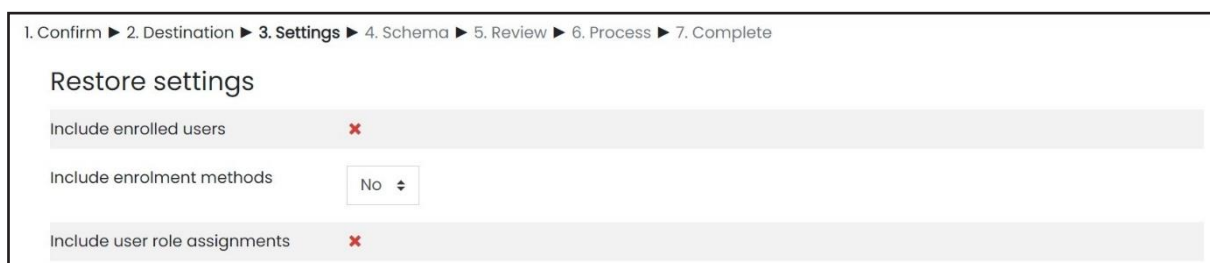 1. Confirm ► 2. Destination ► 3. Settings ► 4. Schema ► 5. Review ► 6. Process ► 7. Complete
Restore settings
Include enrolled users
Include enrolment methods No
Include user role assignments